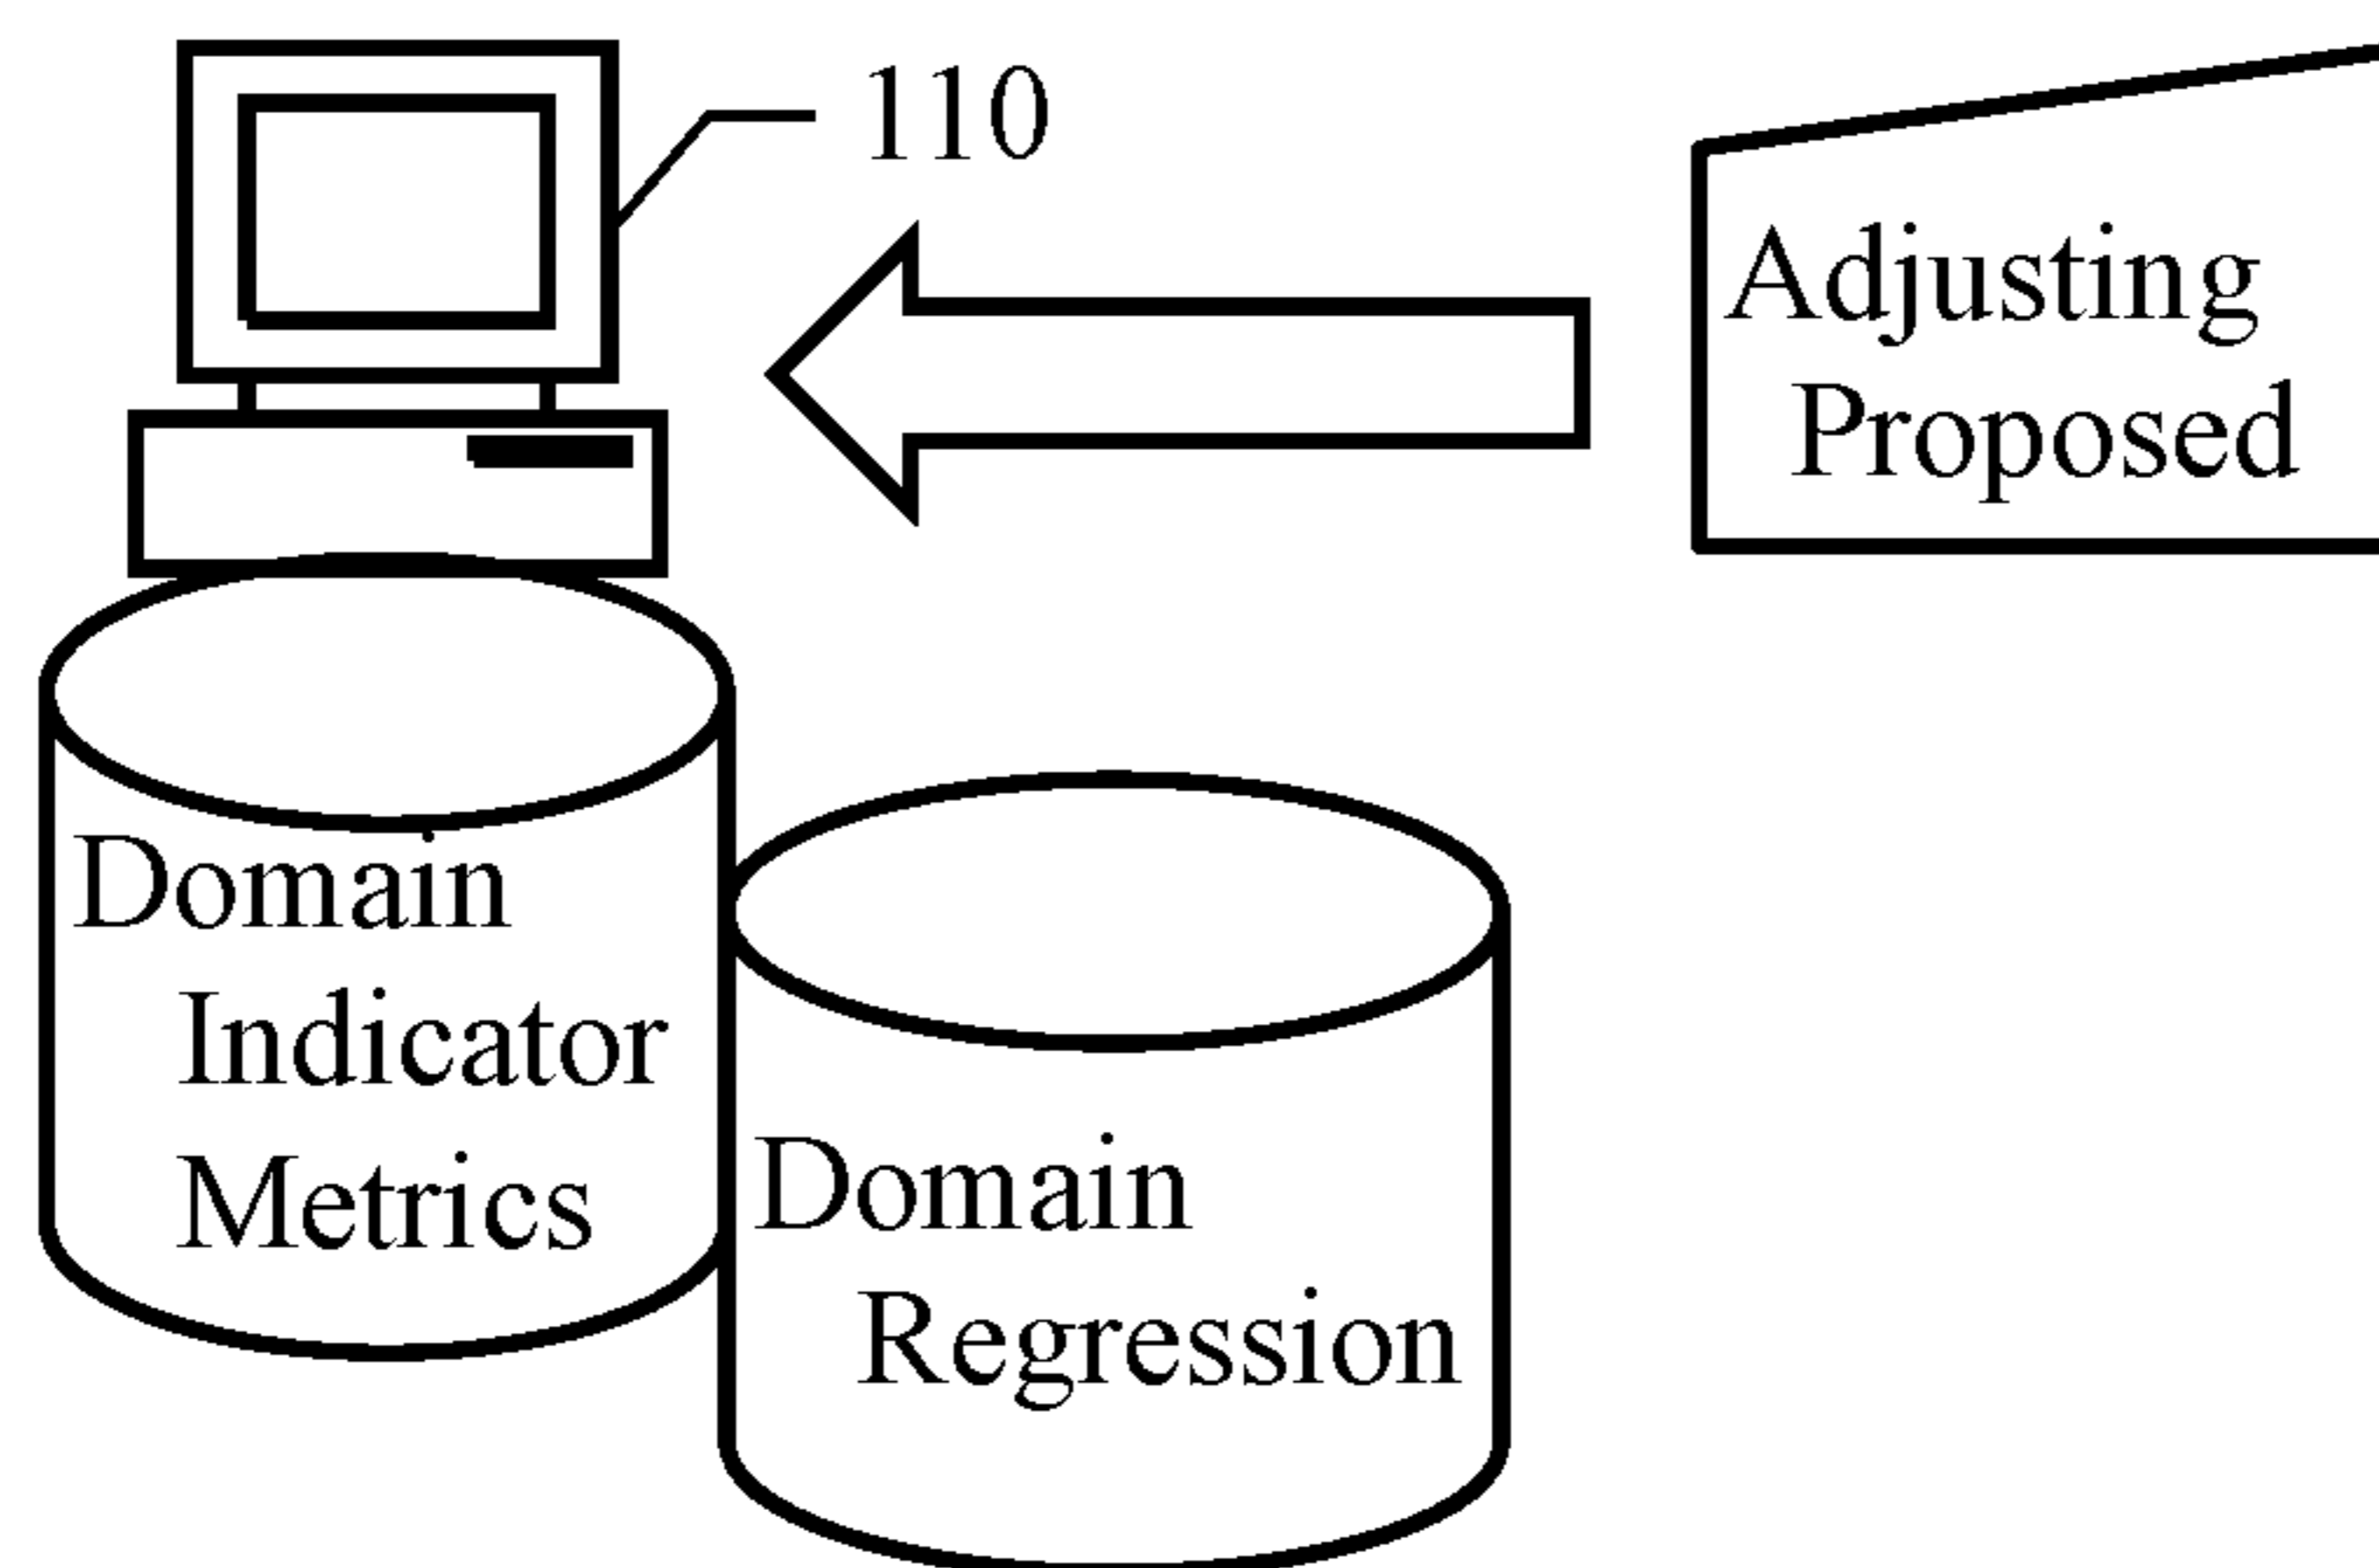 110
Adjusting
Proposed
Domain
Indicator
Metrics
Domain
Regression